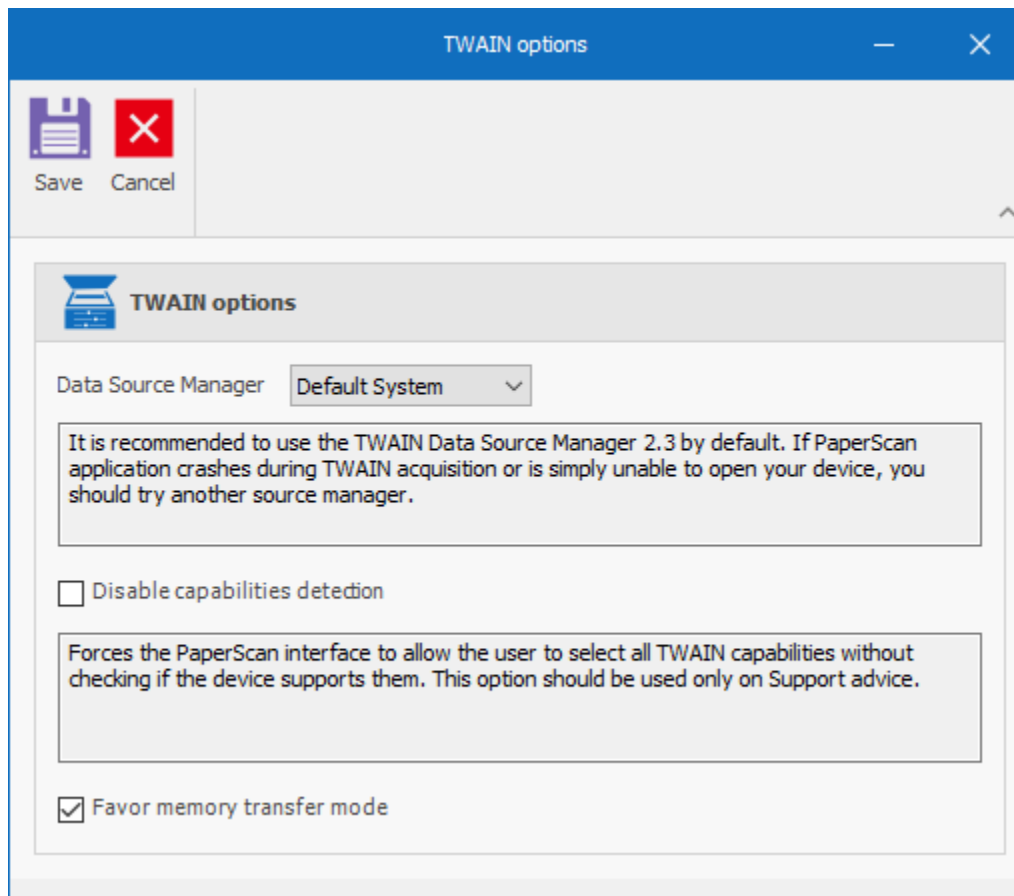 TWAIN options
Save Cancel
TWAIN options
Data Source Manager Default System
It is recommended to use the TWAIN Data Source Manager 2.3 by default. If PaperScan
application crashes during TWAIN acquisition or is simply unable to open your device, you
should try another source manager.
Disable capabilities detection
Forces the PaperScan interface to allow the user to select all TWAIN capabilities without
checking if the device supports them. This option should be used only on Support advice.
Favor memory transfer mode